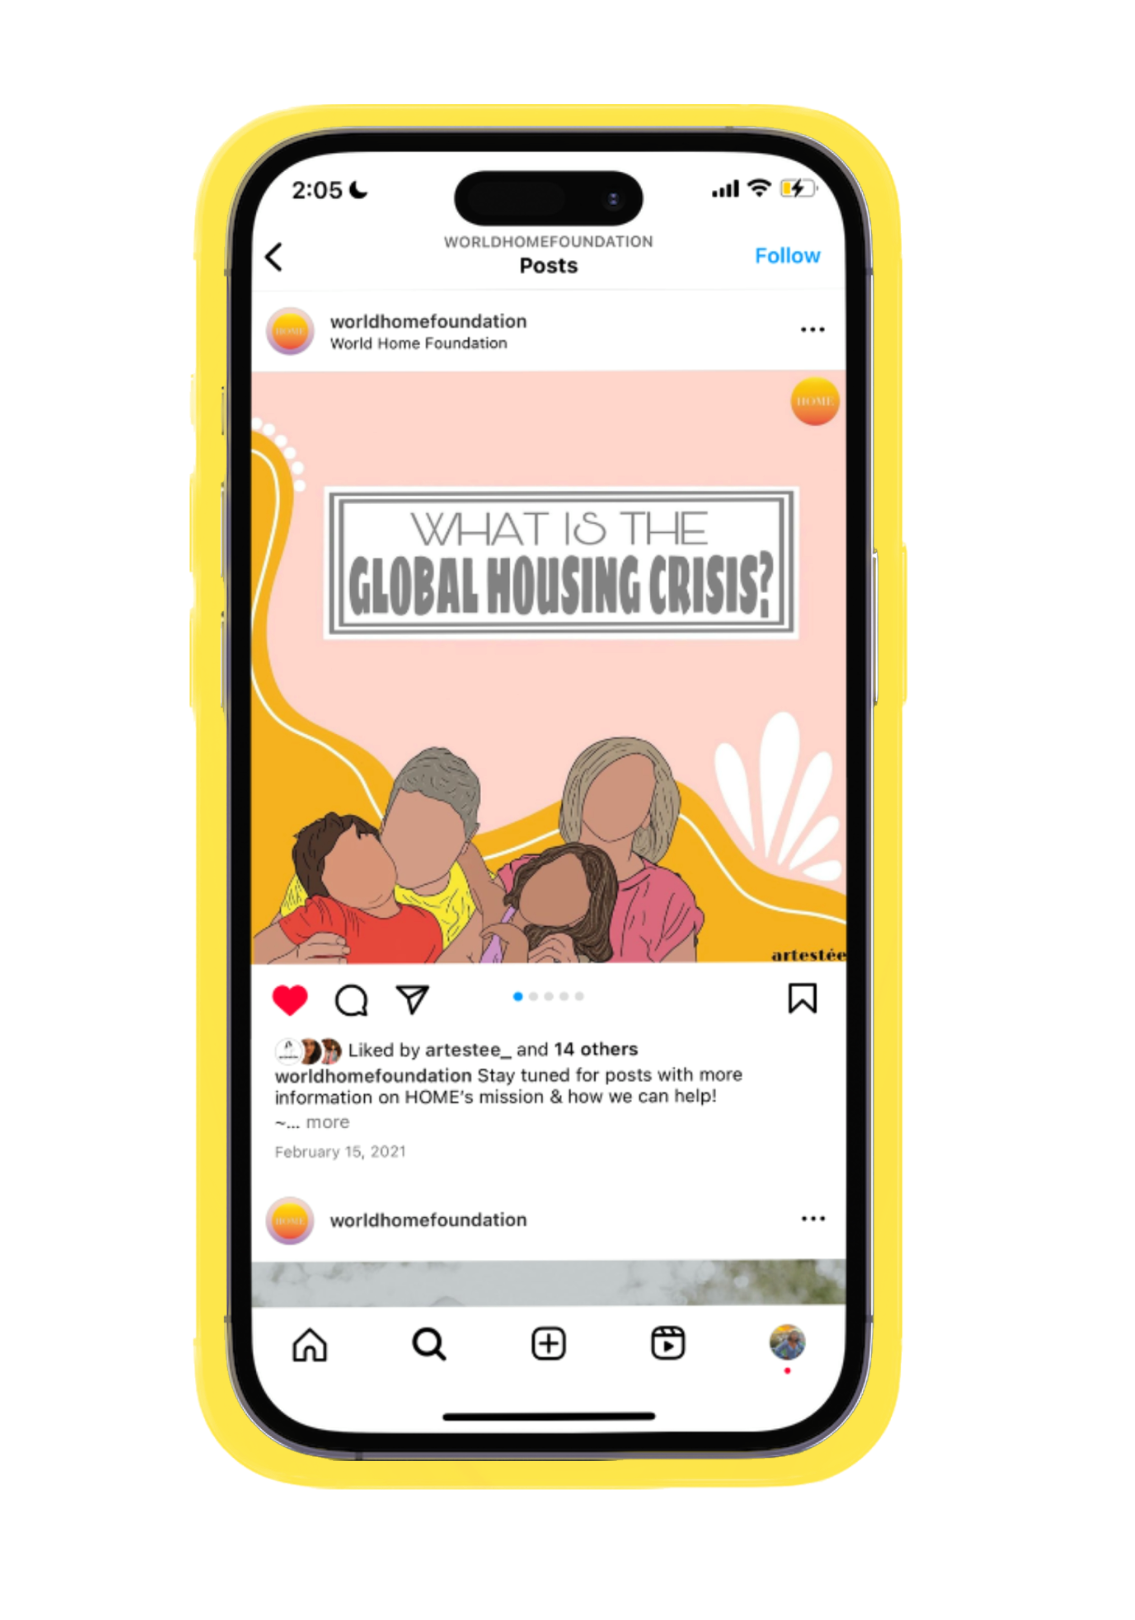 2:05
WORLDHOMEFOUNDATION
Posts
Follow
worldhomefoundation
World Home Foundation
HOME
HOME
WHAT IS THE
GLOBAL HOUSING CRISIS?
artestée
Liked by artestee_ and 14 others
worldhomefoundation Stay tuned for posts with more
information on HOME's mission & how we can help!
~... more
February 15, 2021
HOME
worldhomefoundation